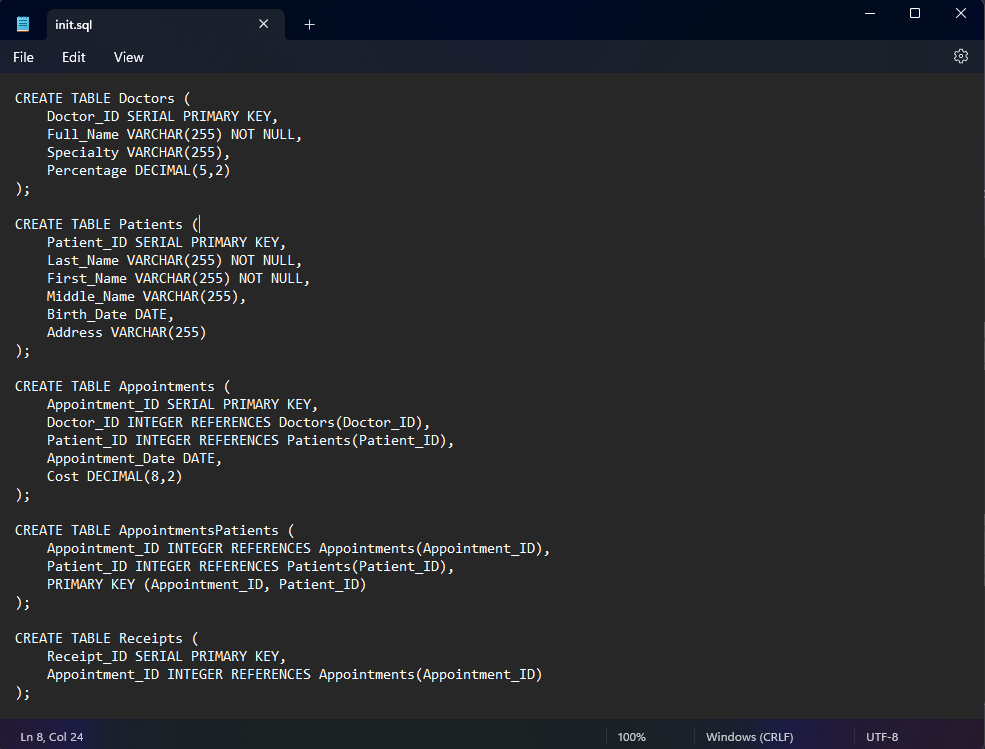 init.sql
File Edit View
CREATE TABLE Doctors (
    Doctor_ID SERIAL PRIMARY KEY,
    Full_Name VARCHAR(255) NOT NULL,
    Specialty VARCHAR(255),
    Percentage DECIMAL(5,2)
);

CREATE TABLE Patients (
    Patient_ID SERIAL PRIMARY KEY,
    Last_Name VARCHAR(255) NOT NULL,
    First_Name VARCHAR(255) NOT NULL,
    Middle_Name VARCHAR(255),
    Birth_Date DATE,
    Address VARCHAR(255)
);

CREATE TABLE Appointments (
    Appointment_ID SERIAL PRIMARY KEY,
    Doctor_ID INTEGER REFERENCES Doctors(Doctor_ID),
    Patient_ID INTEGER REFERENCES Patients(Patient_ID),
    Appointment_Date DATE,
    Cost DECIMAL(8,2)
);

CREATE TABLE AppointmentsPatients (
    Appointment_ID INTEGER REFERENCES Appointments(Appointment_ID),
    Patient_ID INTEGER REFERENCES Patients(Patient_ID),
    PRIMARY KEY (Appointment_ID, Patient_ID)
);

CREATE TABLE Receipts (
    Receipt_ID SERIAL PRIMARY KEY,
    Appointment_ID INTEGER REFERENCES Appointments(Appointment_ID)
);
Ln 8, Col 24 100% Windows (CRLF) UTF-8